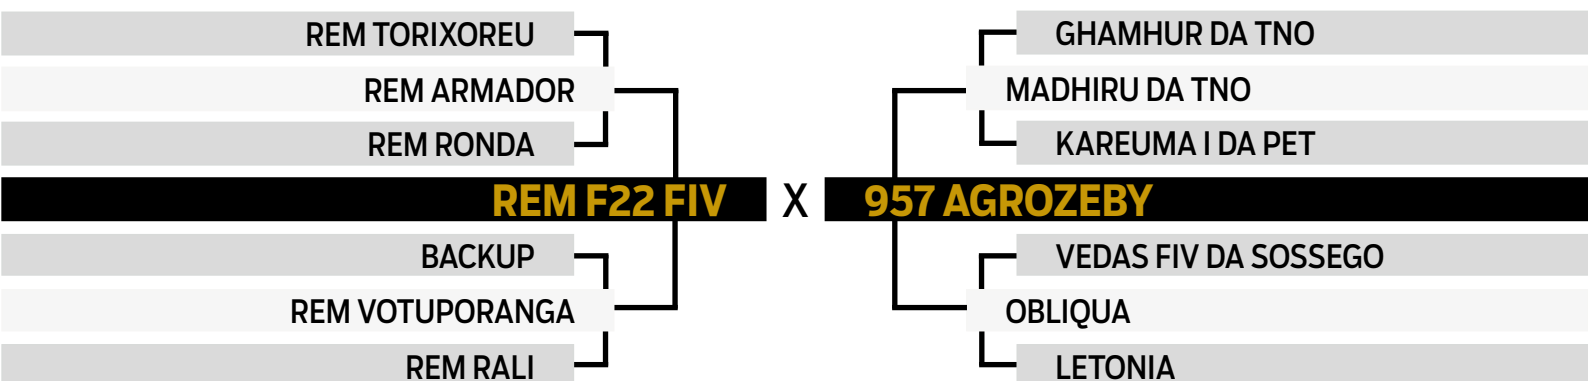 REM TORIXOREU
REM ARMADOR
REM RONDA
REM F22 FIV
BACKUP
REM VOTUPORANGA
REM RALI
X
GHAMHUR DA TNO
MADHIRU DA TNO
KAREUMA I DA PET
957 AGROZEBY
VEDAS FIV DA SOSSEGO
OBLIQUA
LETONIA